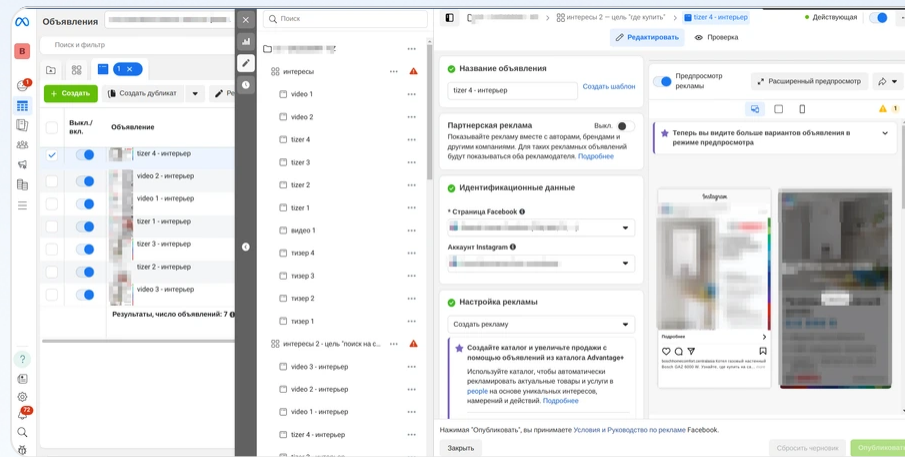 Объявления
Поиск и фильтр
1
+ Создать
Создать дубликат
Ре
Выкл./вкл.
Объявление
tizer 4 - интерьер
video 2 - интерьер
video 1 - интерьер
tizer 1 - интерьер
tizer 3 - интерьер
tizer 2 - интерьер
video 3 - интерьер
Результаты, число объявлений: 7
B
1
72
Поиск
интересы
video 1
video 2
tizer 4
tizer 3
tizer 2
tizer 1
видео 1
тизер 4
тизер 3
тизер 2
тизер 1
интересы 2 - цель "поиск на с...
video 3 - интерьер
video 2 - интерьер
video 1 - интерьер
tizer 4 - интерьер
интересы 2 — цель "где купить"
tizer 4 - интерьер
Действующая
Редактировать
Проверка
Название объявления
tizer 4 - интерьер
Создать шаблон
Партнерская реклама
Выкл.
Показывайте рекламу вместе с авторами, брендами и
другими компаниями. Для таких рекламных объявлений
будут показываться оба рекламодателя. Подробнее
Идентификационные данные
* Страница Facebook
Аккаунт Instagram
Настройка рекламы
Создать рекламу
Создайте каталог и увеличьте продажи с
помощью объявления из каталога Advantage+
Используйте каталог, чтобы автоматически
рекламировать актуальные товары и услуги в
people на основе уникальных интересов,
намерений и действий. Подробнее
Предпросмотр
рекламы
Расширенный предпросмотр
1
Теперь вы видите больше вариантов объявления в
режиме предпросмотра
Instagram
Подробнее
Нажимая "Опубликовать", вы принимаете Условия и Руководство по рекламе Facebook.
Закрыть
Сбросить черновик
Опубликовать